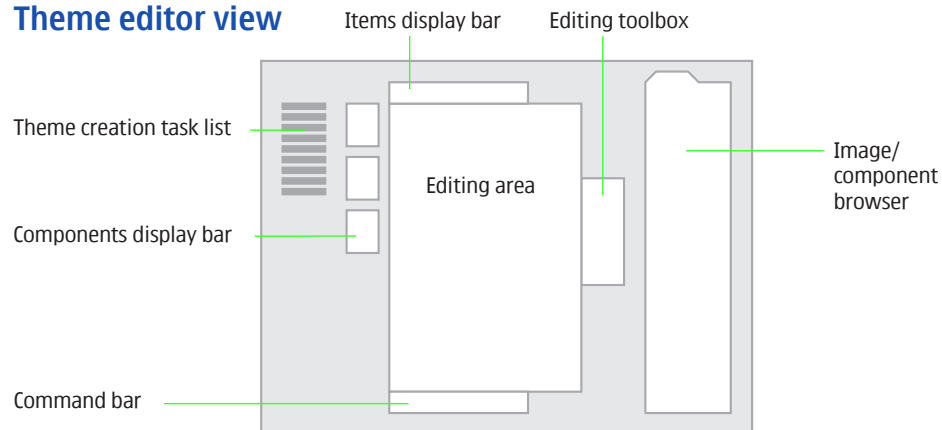 Theme editor view
Items display bar
Editing toolbox
Theme creation task list
Editing area
Image/
component
browser
Components display bar
Command bar